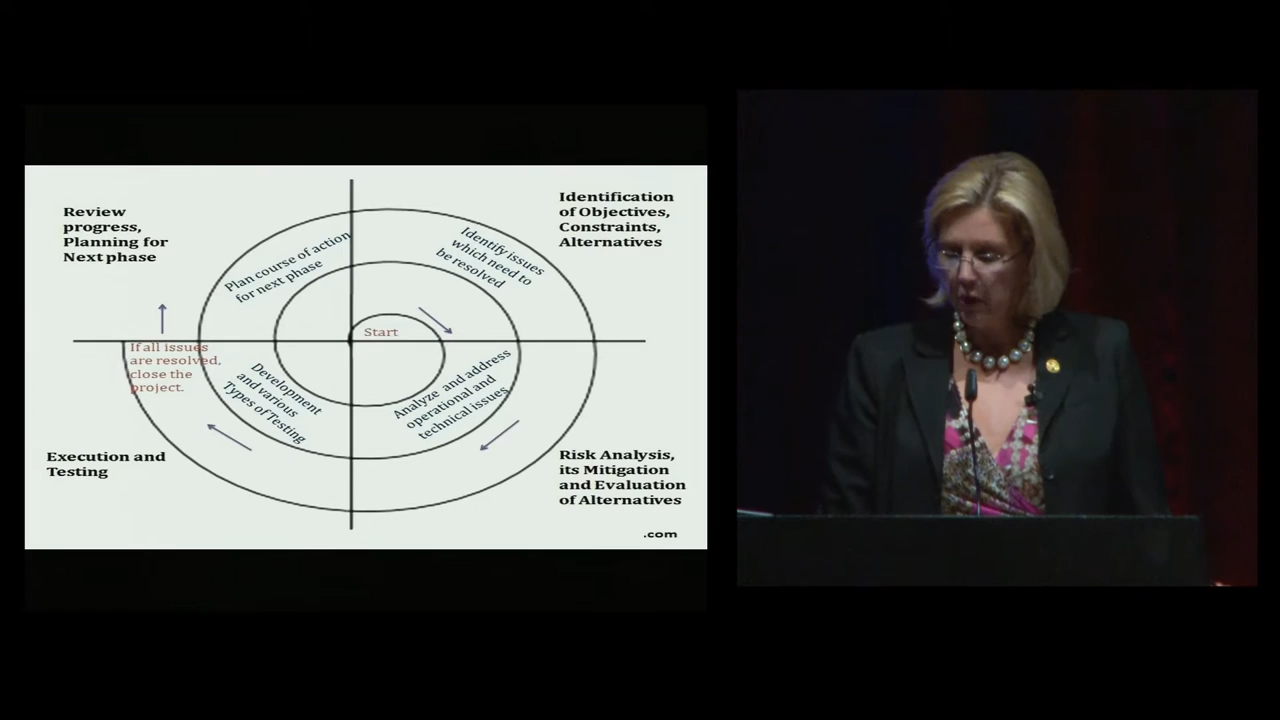 Review
progress,
Planning for
Next phase
Identification
of Objectives,
Constraints,
Alternatives
Plan course of action
for next phase
Identify issues
which need to
be resolved
Start
If all issues
are resolved,
close the
project.
Development
and various
Types of Testing
Analyze and address
operational and
technical issues
Execution and
Testing
Risk Analysis,
its Mitigation
and Evaluation
of Alternatives
.com